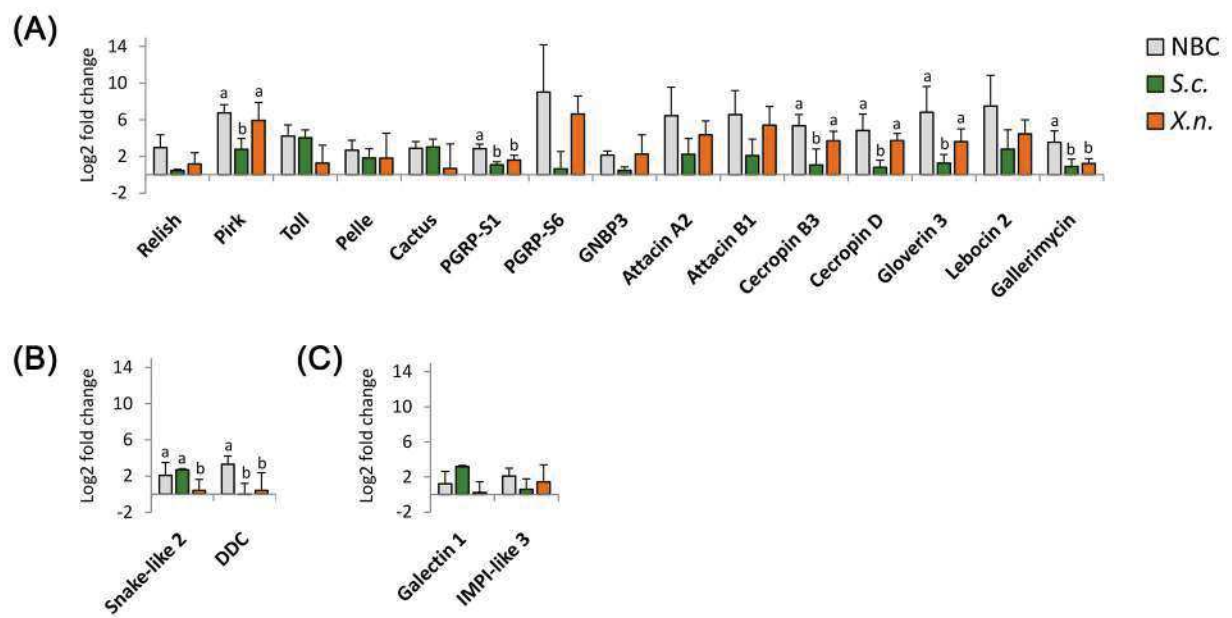 (A)
Log2 fold change
14
10
6
2
-2
a
b
a
a
b
b
a
b
a
a
b
a
a
b
a
a
b
b
Relish
Pirk
Toll
Pelle
Cactus
PGRP-S1
PGRP-S6
GNBP3
Attacin A2
Attacin B1
Cecropin B3
Cecropin D
Gloverin 3
Lebocin 2
Gallerimycin
NBC
S.c.
X.n.
(B)
Log2 fold change
14
10
6
2
-2
a
a
b
a
b
b
Snake-like 2
DDC
(C)
Log2 fold change
14
10
6
2
-2
Galectin 1
IMPI-like 3